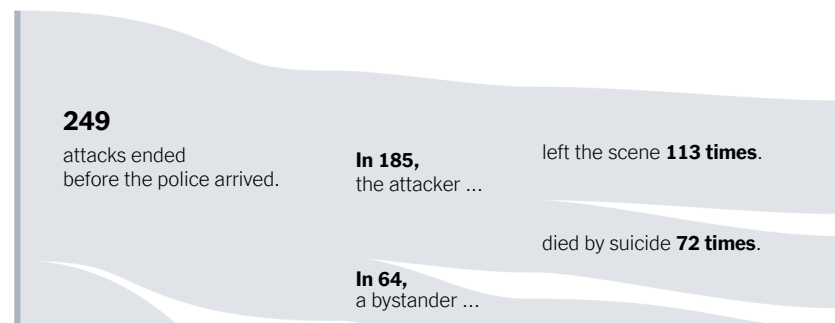 249
attacks ended
before the police arrived.
In 185,
the attacker ...
left the scene 113 times.
died by suicide 72 times.
In 64,
a bystander ...